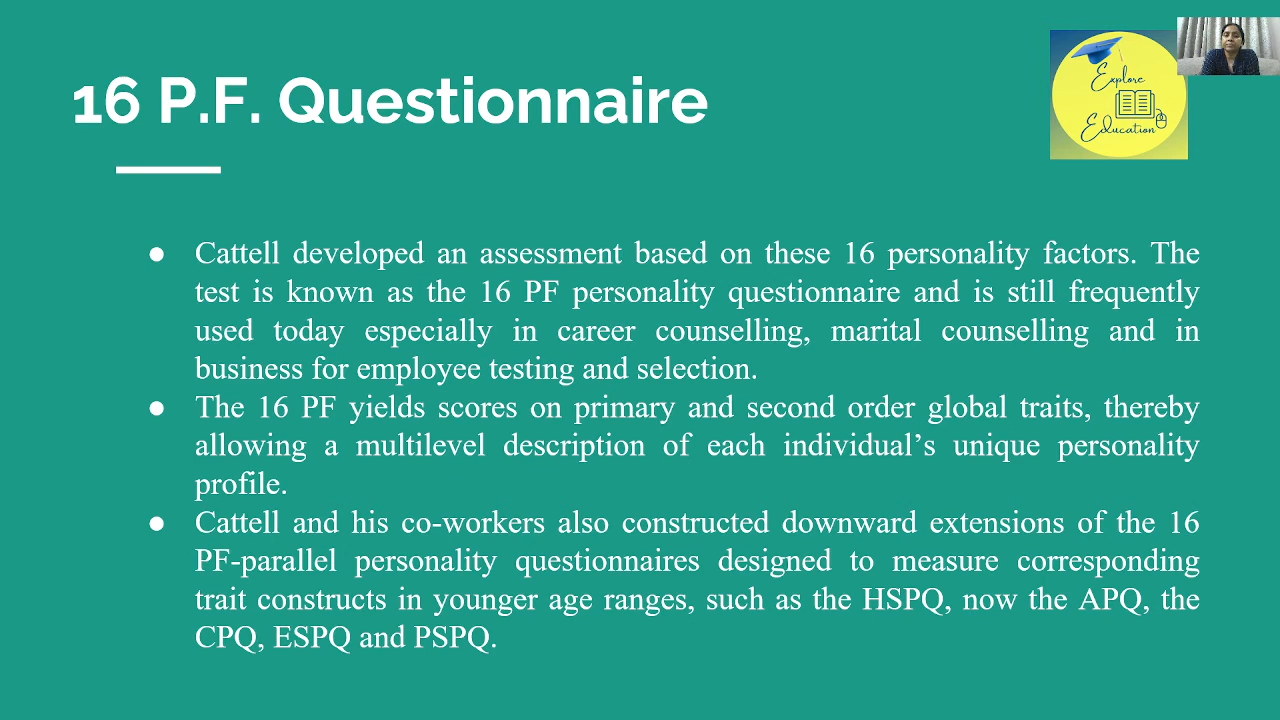 16 P.F. Questionnaire
Explore
Education
● Cattell developed an assessment based on these 16 personality factors. The
test is known as the 16 PF personality questionnaire and is still frequently
used today especially in career counselling, marital counselling and in
business for employee testing and selection.
● The 16 PF yields scores on primary and second order global traits, thereby
allowing a multilevel description of each individual’s unique personality
profile.
● Cattell and his co-workers also constructed downward extensions of the 16
PF-parallel personality questionnaires designed to measure corresponding
trait constructs in younger age ranges, such as the HSPQ, now the APQ, the
CPQ, ESPQ and PSPQ.